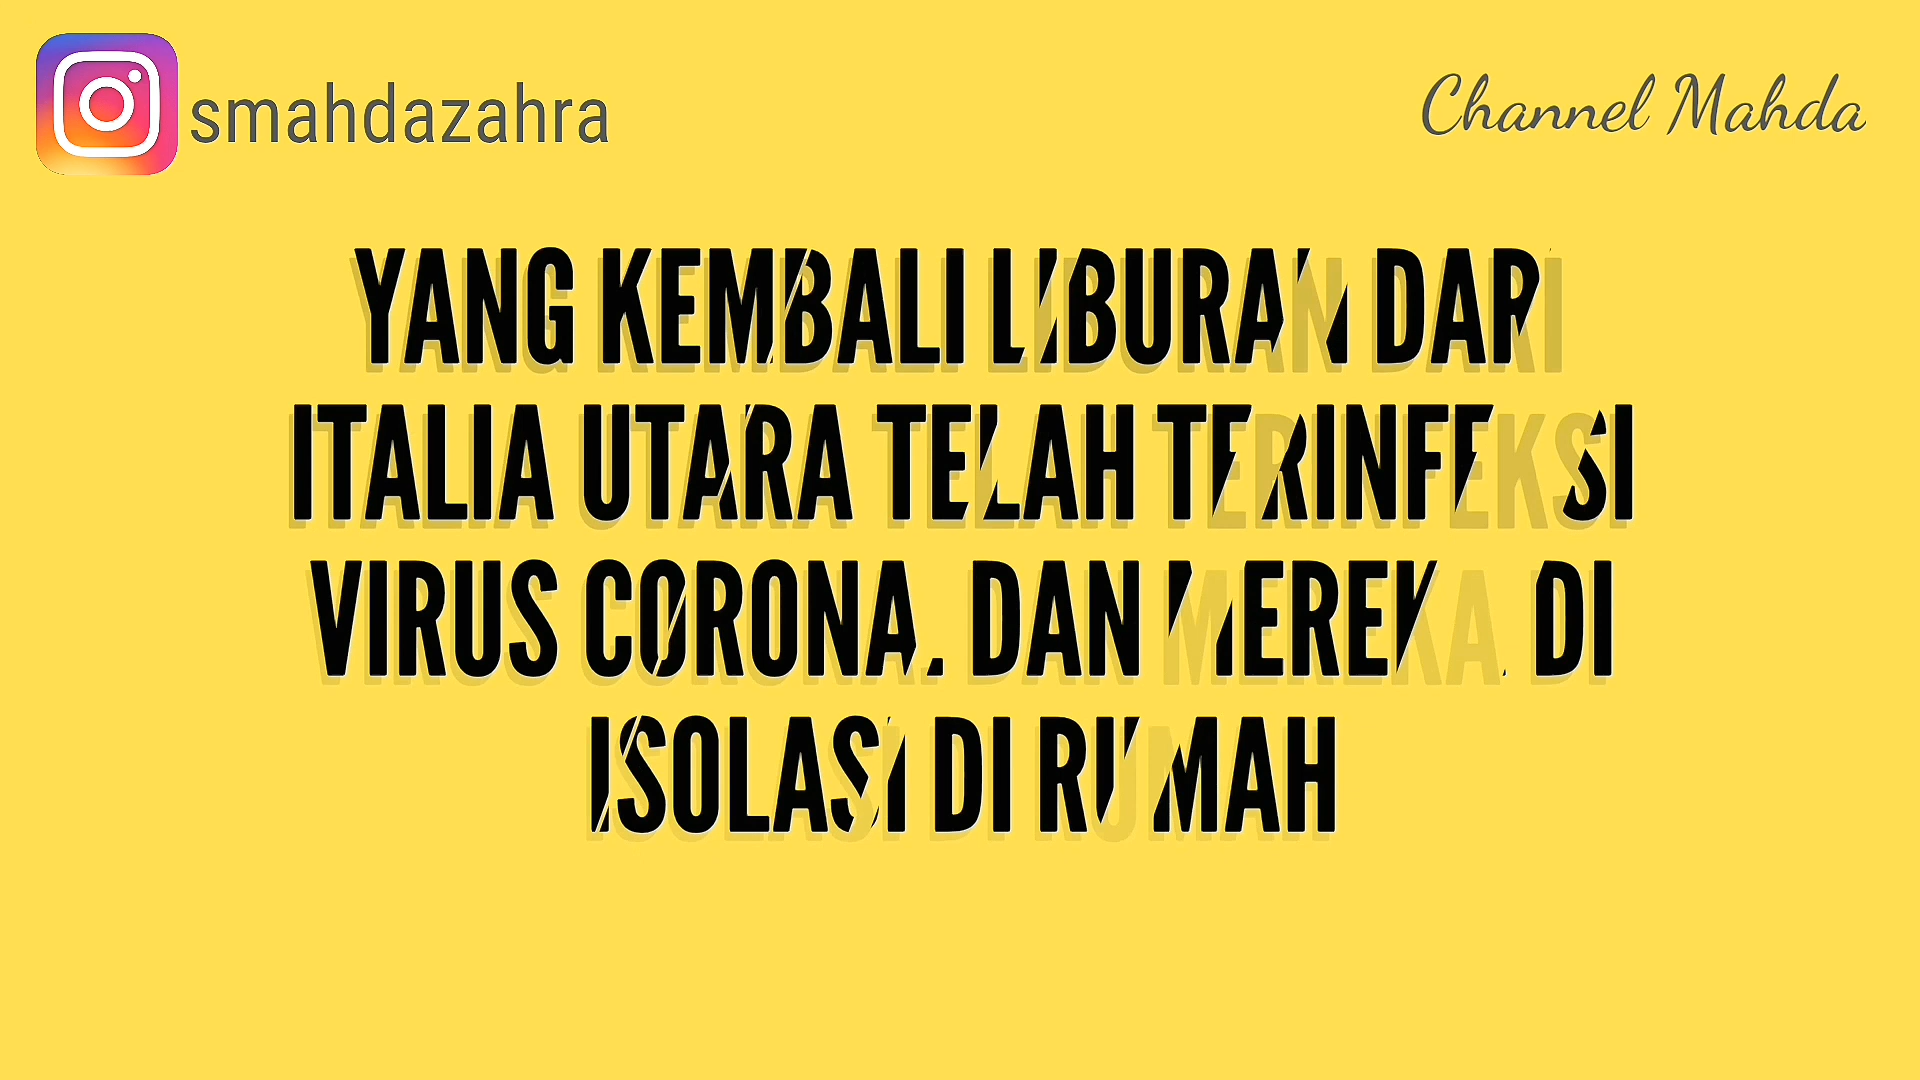 smahdazahra
Channel Mahda
YANG KEMBALI LIBURAN DARI
ITALIA UTARA TELAH TERINFEKSI
VIRUS CORONA. DAN MEREKA DI
ISOLASI DI RUMAH